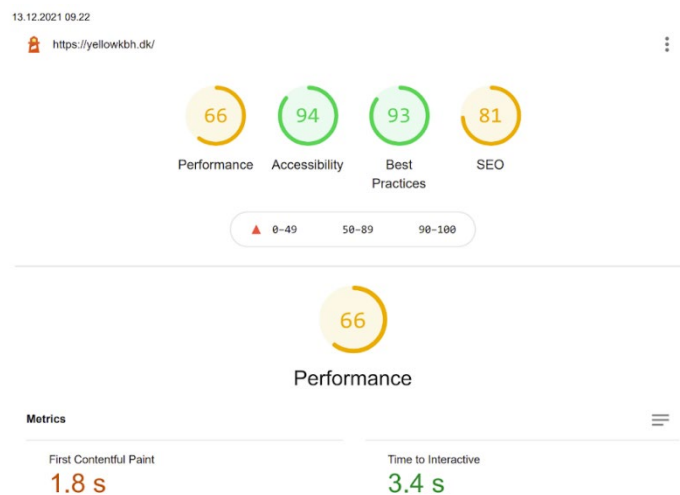 13.12.2021 09.22
https://yellowkbh.dk/
66 94 93 81
Performance Accessibility Best Practices SEO
0-49 50-89 90-100
66
Performance
Metrics
First Contentful Paint
1.8 s
Time to Interactive
3.4 s